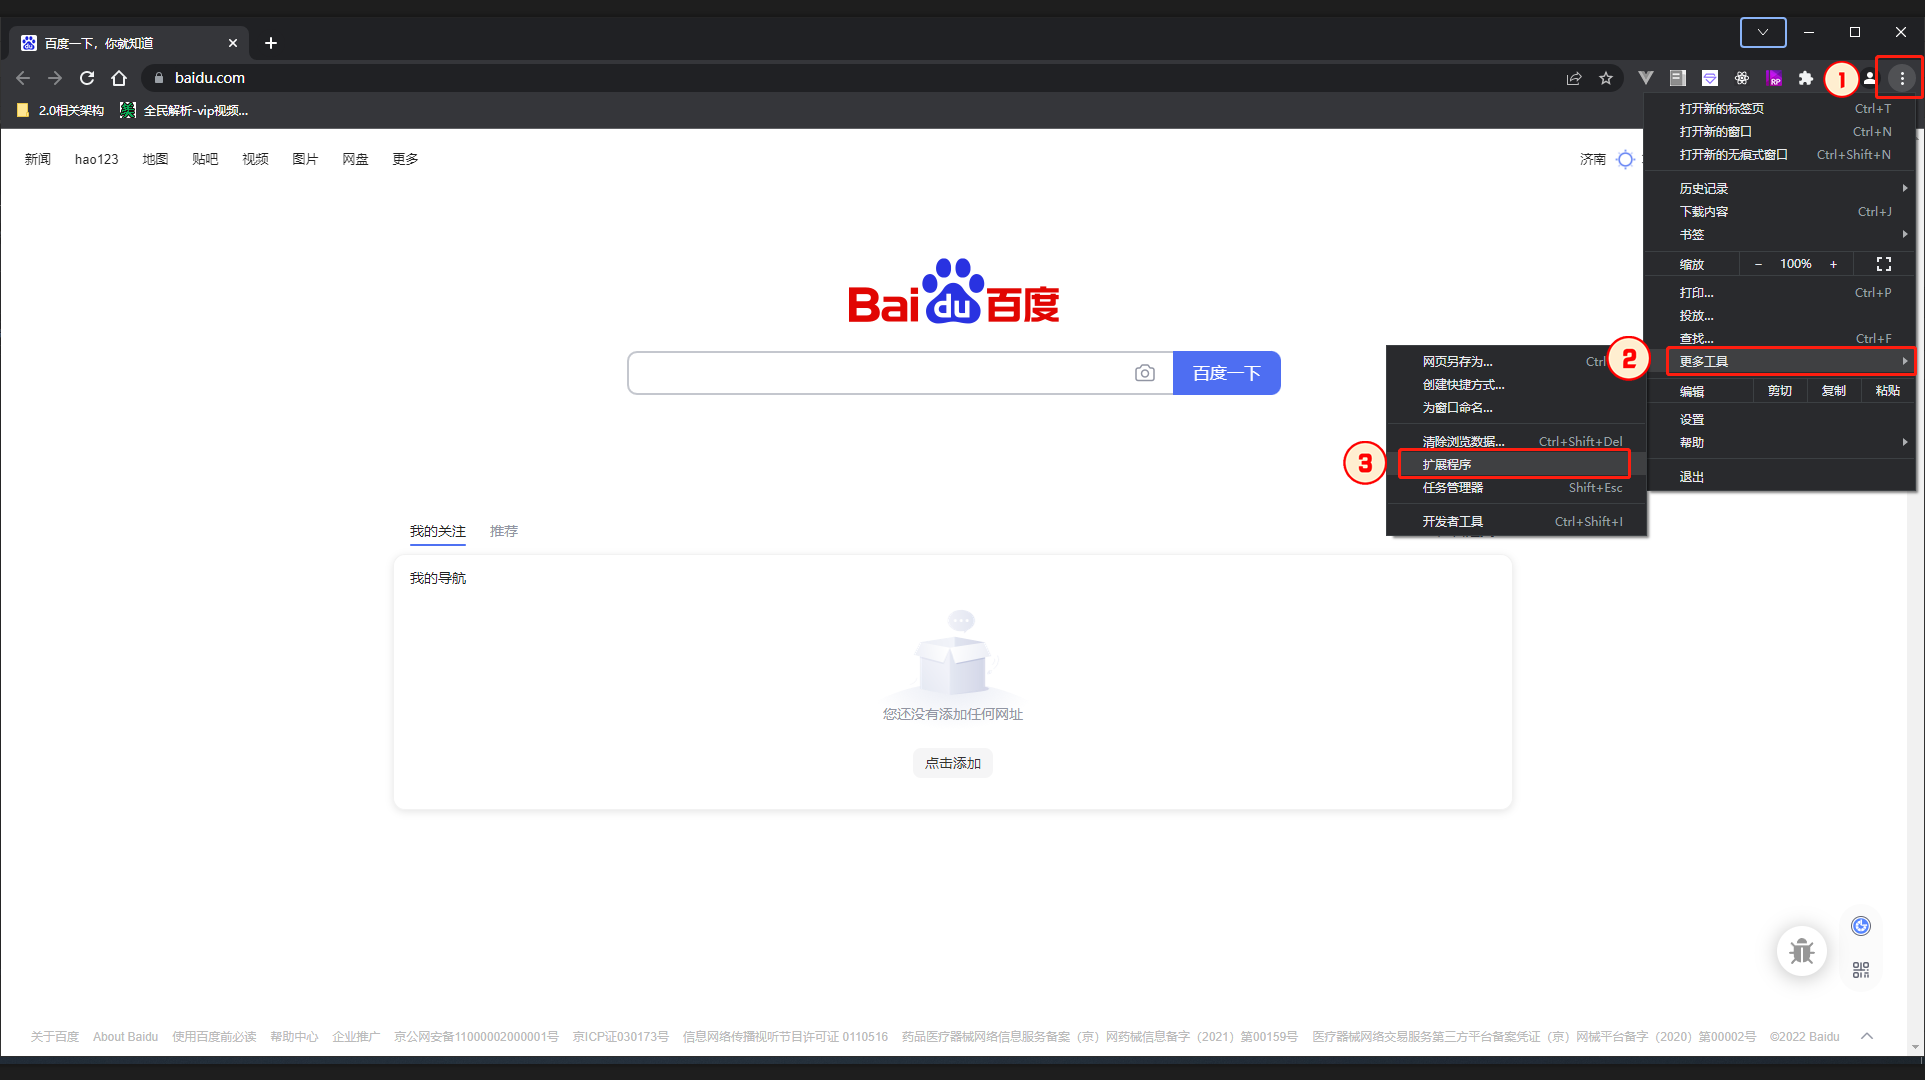 百度一下，你就知道
baidu.com
RP
1
2.0相关架构
全民解析-vip视频...
新闻 hao123 地图 贴吧 视频 图片 网盘 更多
济南
打开新的标签页 Ctrl+T
打开新的窗口 Ctrl+N
打开新的无痕式窗口 Ctrl+Shift+N
历史记录
下载内容 Ctrl+J
书签
缩放 − 100% +
打印... Ctrl+P
投放...
查找... Ctrl+F
2
更多工具
编辑 剪切 复制 粘贴
设置
帮助
退出
网页另存为... Ctrl
创建快捷方式...
为窗口命名...
清除浏览数据... Ctrl+Shift+Del
3
扩展程序
任务管理器 Shift+Esc
开发者工具 Ctrl+Shift+I
Bai du 百度
百度一下
我的关注 推荐
我的导航
您还没有添加任何网址
点击添加
关于百度 About Baidu 使用百度前必读 帮助中心 企业推广 京公网安备11000002000001号 京ICP证030173号 信息网络传播视听节目许可证 0110516 药品医疗器械网络信息服务备案（京）网药械信息备字（2021）第00159号 医疗器械网络交易服务第三方平台备案凭证（京）网械平台备字（2020）第00002号 ©2022 Baidu